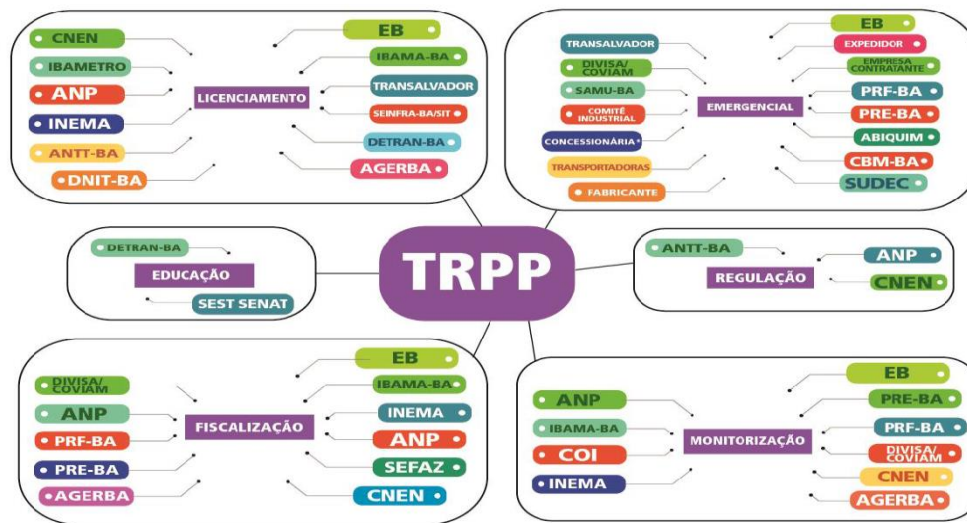 CNEN
IBAMETRO
ANP
INEMA
ANTT-BA
DNIT-BA
LICENCIAMENTO
EB
IBAMA-BA
TRANSALVADOR
SEINFRA-BA/SIT
DETRAN-BA
AGERBA
TRANSALVADOR
DIVISA/
COVIAM
SAMU-BA
COMITÊ
INDUSTRIAL
CONCESSIONÁRIA*
TRANSPORTADORAS
FABRICANTE
EMERGENCIAL
EB
EXPEDIDOR
EMPRESA
CONTRATANTE
PRF-BA
PRE-BA
ABIQUIM
CBM-BA
SUDEC
DETRAN-BA
EDUCAÇÃO
SEST SENAT
TRPP
ANTT-BA
REGULAÇÃO
ANP
CNEN
DIVISA/
COVIAM
ANP
PRF-BA
PRE-BA
AGERBA
FISCALIZAÇÃO
EB
IBAMA-BA
INEMA
ANP
SEFAZ
CNEN
ANP
IBAMA-BA
COI
INEMA
MONITORIZAÇÃO
EB
PRE-BA
PRF-BA
DIVISA/
COVIAM
CNEN
AGERBA